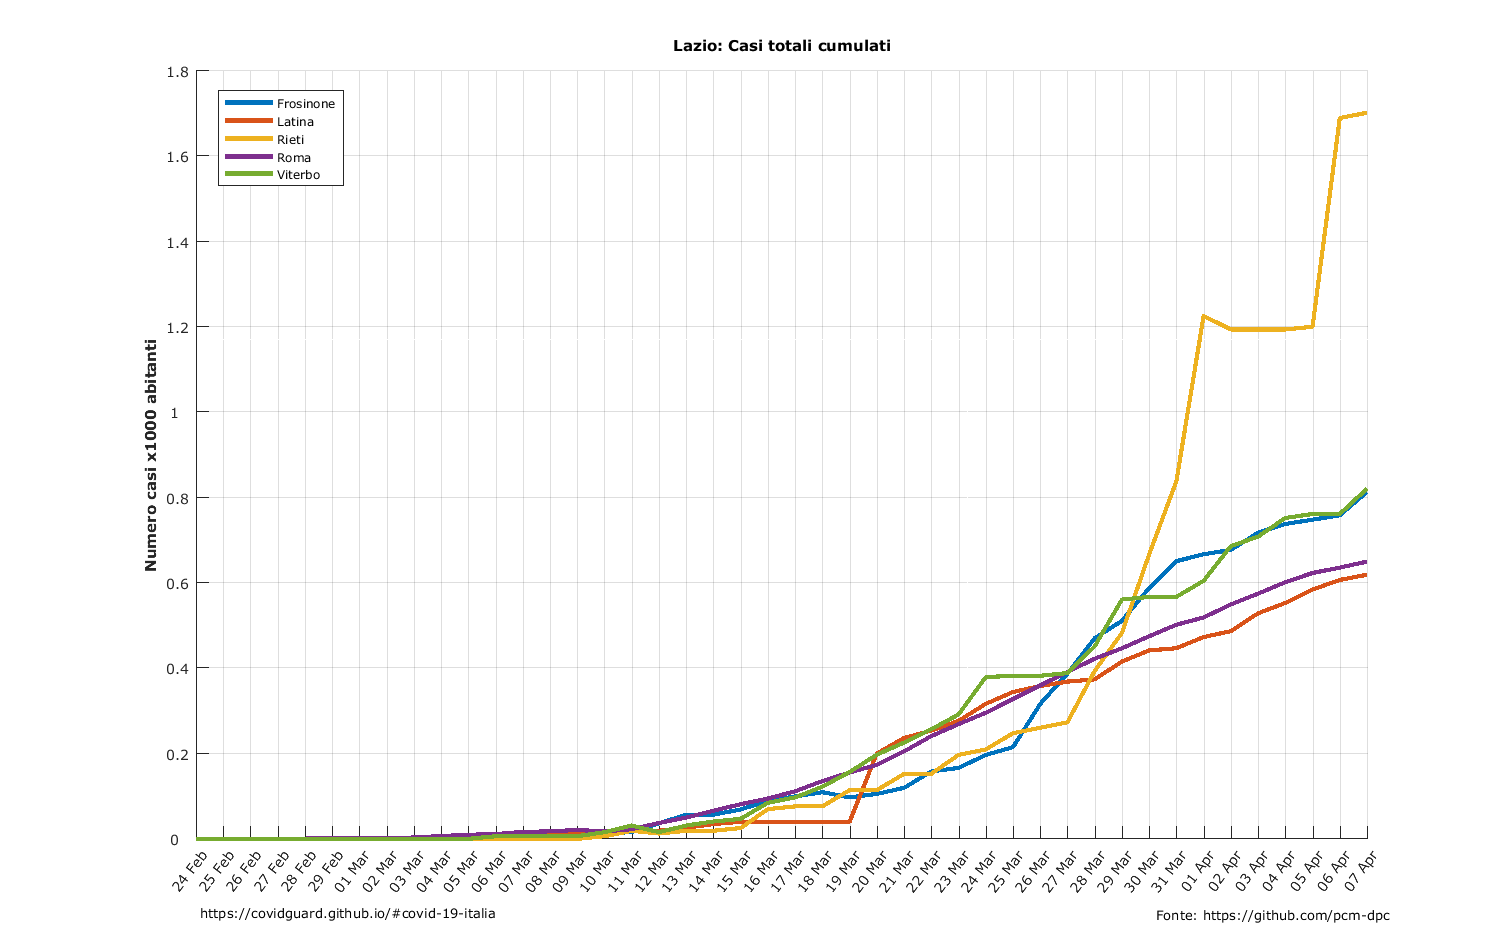 Lazio: Casi totali cumulati
Numero casi x1000 abitanti
1.8
1.6
1.4
1.2
1
0.8
0.6
0.4
0.2
0
Frosinone
Latina
Rieti
Roma
Viterbo
24 Feb
25 Feb
26 Feb
27 Feb
28 Feb
29 Feb
01 Mar
02 Mar
03 Mar
04 Mar
05 Mar
06 Mar
07 Mar
08 Mar
09 Mar
10 Mar
11 Mar
12 Mar
13 Mar
14 Mar
15 Mar
16 Mar
17 Mar
18 Mar
19 Mar
20 Mar
21 Mar
22 Mar
23 Mar
24 Mar
25 Mar
26 Mar
27 Mar
28 Mar
29 Mar
30 Mar
31 Mar
01 Apr
02 Apr
03 Apr
04 Apr
05 Apr
06 Apr
07 Apr
https://covidguard.github.io/#covid-19-italia
Fonte: https://github.com/pcm-dpc